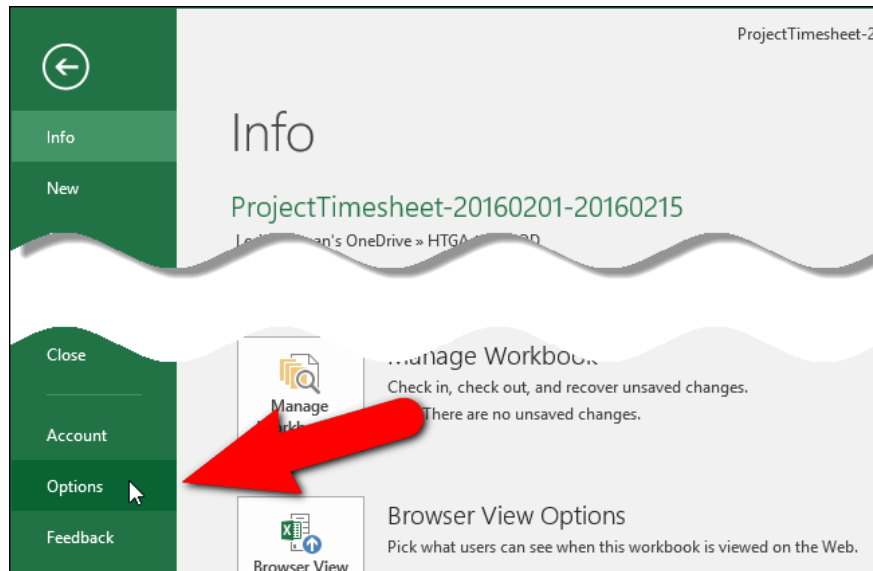 ProjectTimesheet-2
Info
Info
New
ProjectTimesheet-20160201-20160215
OneDrive » HTG
Close
Manage Workbook
Check in, check out, and recover unsaved changes.
Manage
There are no unsaved changes.
Account
Options
Browser View Options
Feedback
Pick what users can see when this workbook is viewed on the Web.
Browser View